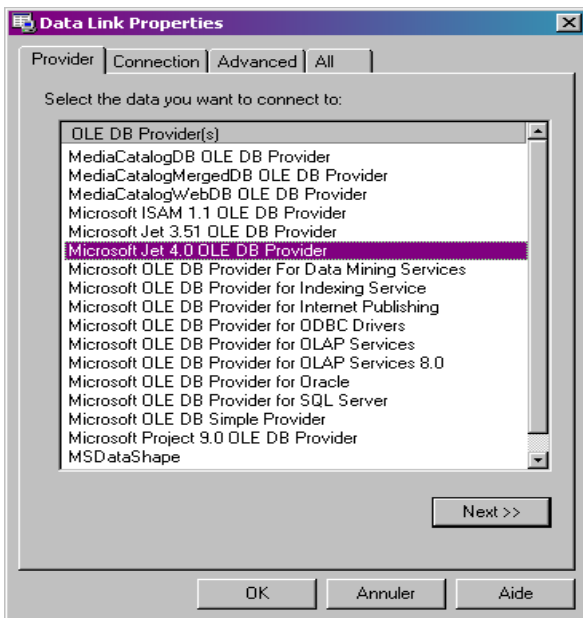 Data Link Properties
Provider Connection Advanced All
Select the data you want to connect to:
OLE DB Provider(s)
MediaCatalogDB OLE DB Provider
MediaCatalogMergedDB OLE DB Provider
MediaCatalogWebDB OLE DB Provider
Microsoft ISAM 1.1 OLE DB Provider
Microsoft Jet 3.51 OLE DB Provider
Microsoft Jet 4.0 OLE DB Provider
Microsoft OLE DB Provider For Data Mining Services
Microsoft OLE DB Provider for Indexing Service
Microsoft OLE DB Provider for Internet Publishing
Microsoft OLE DB Provider for ODBC Drivers
Microsoft OLE DB Provider for OLAP Services
Microsoft OLE DB Provider for OLAP Services 8.0
Microsoft OLE DB Provider for Oracle
Microsoft OLE DB Provider for SQL Server
Microsoft OLE DB Simple Provider
Microsoft Project 9.0 OLE DB Provider
MSDataShape
Next >>
OK Annuler Aide